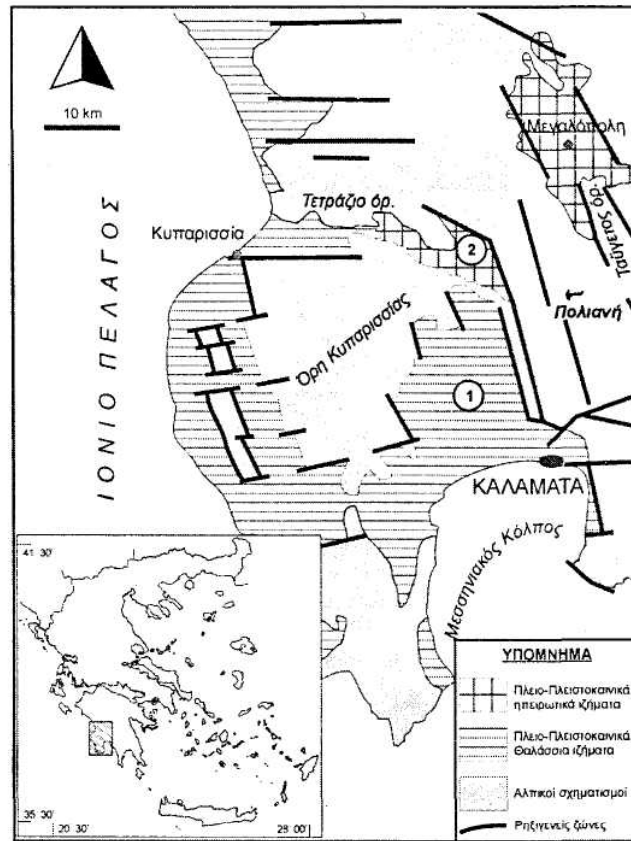 10 km
Μεγαλόπολη
Τετράζιο όρ.
Ταΰγετος όρ.
Κυπαρισσία
2
ΙΟΝΙΟ ΠΕΛΑΓΟΣ
Πολιανή
Όρη Κυπαρισσίας
1
ΚΑΛΑΜΑΤΑ
Μεσσηνιακός Κόλπος
41 30'
35 30'
20 30'
28 00'
ΥΠΟΜΝΗΜΑ
Πλειο-Πλειστοκαινικά
ηπειρωτικά ιζήματα
Πλειο-Πλειστοκαινικά
Θαλάσσια ιζήματα
Αλπικοί σχηματισμοί
Ρηξιγενείς ζώνες